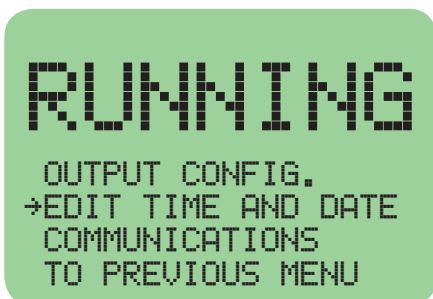 RUNNING
OUTPUT CONFIG.
→EDIT TIME AND DATE
COMMUNICATIONS
TO PREVIOUS MENU